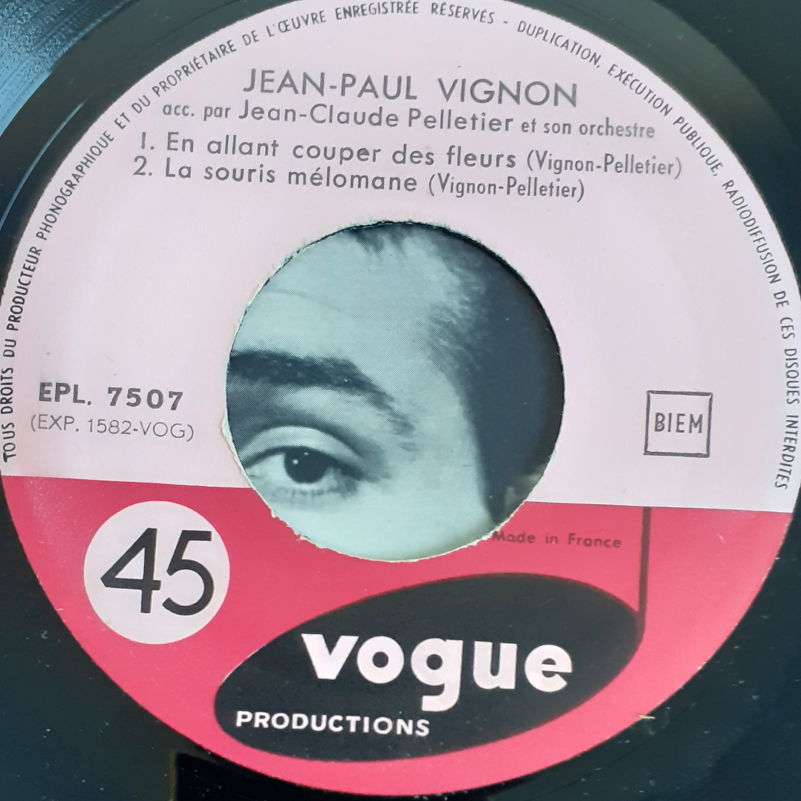 TOUS DROITS DU PRODUCTEUR PHONOGRAPHIQUE ET DU PROPRIÉTAIRE DE L'ŒUVRE ENREGISTRÉE RÉSERVÉS - DUPLICATION, EXÉCUTION PUBLIQUE, RADIODIFFUSION DE CES DISQUES INTERDITES
JEAN-PAUL VIGNON
acc. par Jean-Claude Pelletier et son orchestre
1. En allant couper des fleurs (Vignon-Pelletier)
2. La souris mélomane (Vignon-Pelletier)
EPL. 7507
(EXP. 1582-VOG)
BIEM
Made in France
45
vogue
PRODUCTIONS